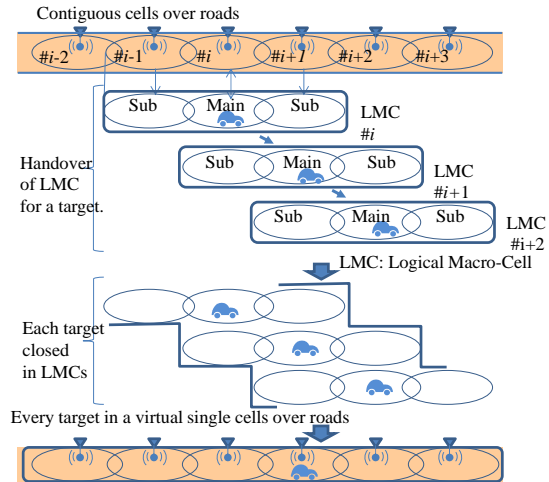 Contiguous cells over roads
#i-2 #i-1 #i #i+1 #i+2 #i+3
Sub Main Sub
LMC
#i
Handover
of LMC
for a target.
Sub Main Sub
LMC
#i+1
Sub Main Sub
LMC
#i+2
LMC: Logical Macro-Cell
Each target
closed
in LMCs
Every target in a virtual single cells over roads